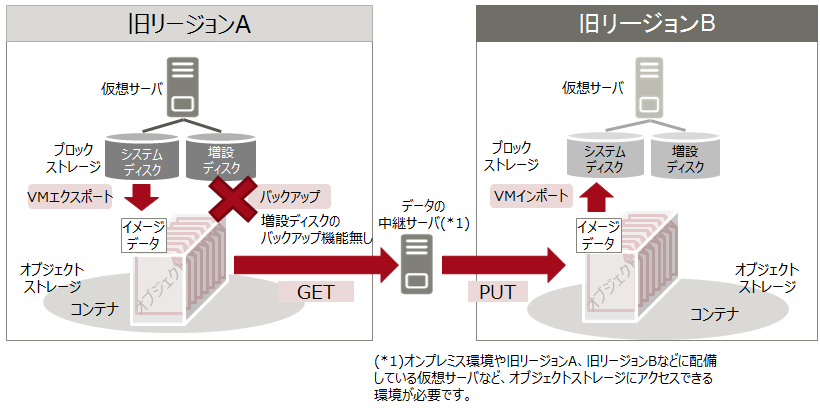 旧リージョンA
仮想サーバ
ブロック
ストレージ
システム
ディスク
増設
ディスク
VMエクスポート
バックアップ
増設ディスクの
バックアップ機能無し
イメージ
データ
オブジェクト
オブジェクト
ストレージ
コンテナ
GET
データの
中継サーバ(*1)
PUT
旧リージョンB
仮想サーバ
ブロック
ストレージ
システム
ディスク
増設
ディスク
VMインポート
イメージ
データ
オブジェクト
オブジェクト
ストレージ
コンテナ
(*1)オンプレミス環境や旧リージョンA、旧リージョンBなどに配備
している仮想サーバなど、オブジェクトストレージにアクセスできる
環境が必要です。